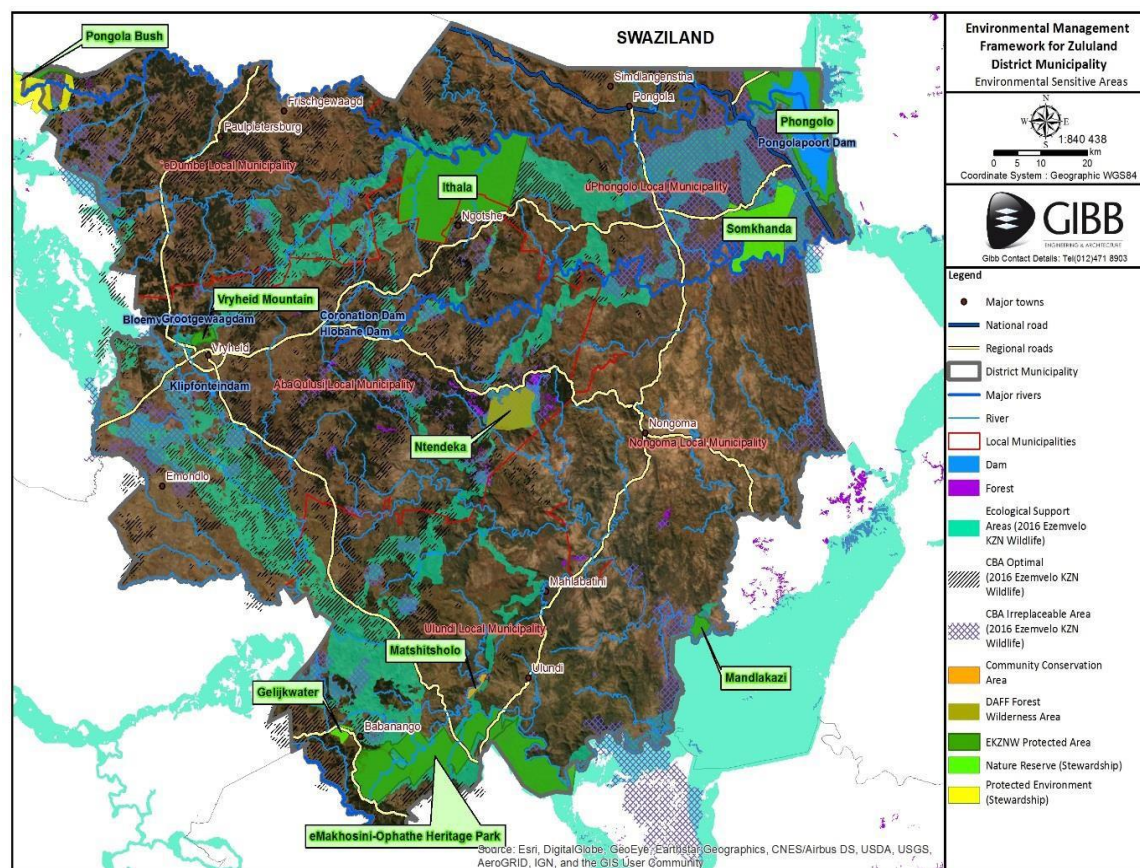 Pongola Bush
SWAZILAND
Simdlangenstha
Pongola
Frischgewaagd
Paulpietersburg
Phongolo
Pongolapoort Dam
eDumbe Local Municipality
Ithala
uPhongolo Local Municipality
Ngotshe
Somkhanda
Vryheid Mountain
Grootgewaagdam
Coronation Dam
Hlobane Dam
Vryheid
Klipfonteindam
AbaQulusi Local Municipality
Ntendeka
Nongoma
Nongoma Local Municipality
Emondlo
Mahlabatini
Ulundi Local Municipality
Matshitsholo
Ulundi
Mandlakazi
Gelijkwater
Babanango
eMakhosini-Ophathe Heritage Park
Source: Esri, DigitalGlobe, GeoEye, Earthstar Geographics, CNES/Airbus DS, USDA, USGS,
AeroGRID, IGN, and the GIS User Community
Environmental Management
Framework for Zululand
District Municipality
Environmental Sensitive Areas
N
W E
S
1:840 438
0 5 10 20
km
Coordinate System : Geographic WGS84
GIBB
ENGINEERING & ARCHITECTURE
Gibb Contact Details: Tel(012)471 8903
Legend
Major towns
National road
Regional roads
District Municipality
Major rivers
River
Local Municipalities
Dam
Forest
Ecological Support
Areas (2016 Ezemvelo
KZN Wildlife)
CBA Optimal
(2016 Ezemvelo KZN
Wildlife)
CBA Irreplaceable Area
(2016 Ezemvelo KZN
Wildlife)
Community Conservation
Area
DAFF Forest
Wilderness Area
EKZNW Protected Area
Nature Reserve (Stewardship)
Protected Environment
(Stewardship)